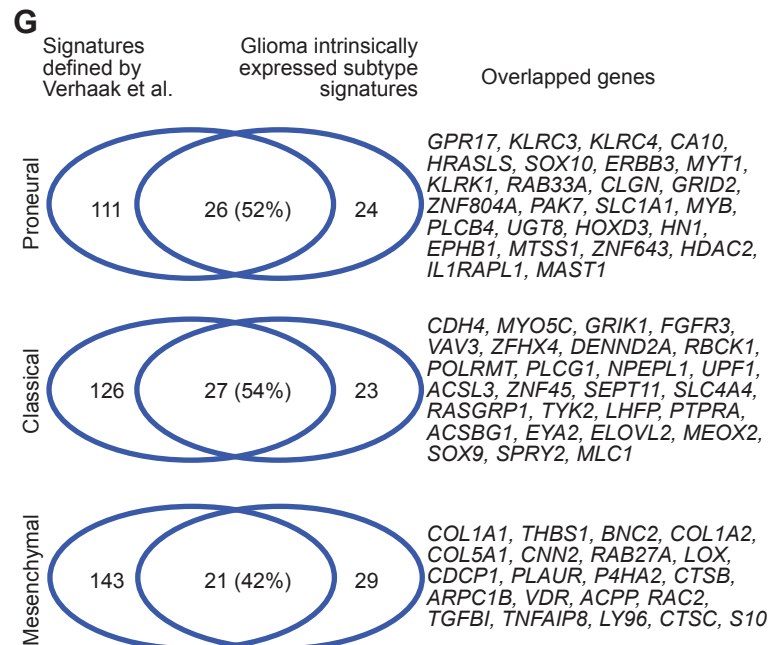 G
Signatures
defined by
Verhaak et al.
Glioma intrinsically
expressed subtype
signatures
Overlapped genes
Proneural
111
26 (52%)
24
GPR17, KLRC3, KLRC4, CA10,
HRASLS, SOX10, ERBB3, MYT1,
KLRK1, RAB33A, CLGN, GRID2,
ZNF804A, PAK7, SLC1A1, MYB,
PLCB4, UGT8, HOXD3, HN1,
EPHB1, MTSS1, ZNF643, HDAC2,
IL1RAPL1, MAST1
Classical
126
27 (54%)
23
CDH4, MYO5C, GRIK1, FGFR3,
VAV3, ZFHX4, DENND2A, RBCK1,
POLRMT, PLCG1, NPEPL1, UPF1,
ACSL3, ZNF45, SEPT11, SLC4A4,
RASGRP1, TYK2, LHFP, PTPRA,
ACSBG1, EYA2, ELOVL2, MEOX2,
SOX9, SPRY2, MLC1
Mesenchymal
143
21 (42%)
29
COL1A1, THBS1, BNC2, COL1A2,
COL5A1, CNN2, RAB27A, LOX,
CDCP1, PLAUR, P4HA2, CTSB,
ARPC1B, VDR, ACPP, RAC2,
TGFBI, TNFAIP8, LY96, CTSC, S10